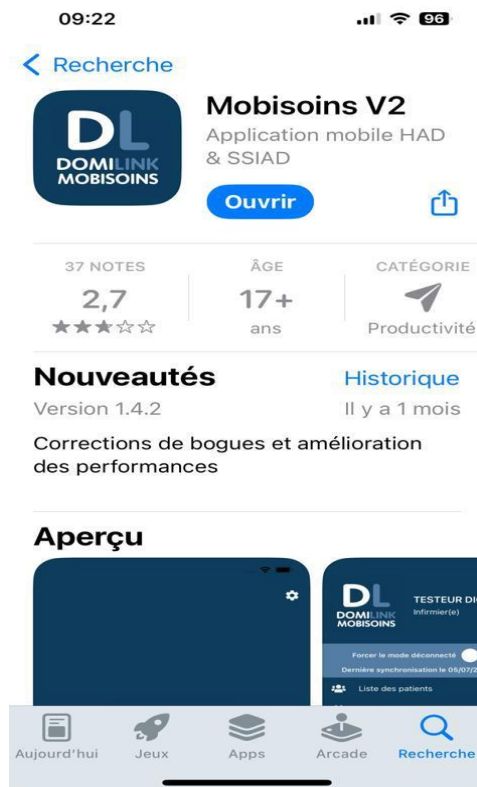 09:22
96
Recherche
DL
DOMILINK
MOBISOINS
Mobisoins V2
Application mobile HAD
& SSIAD
Ouvrir
37 NOTES
ÂGE
CATÉGORIE
2,7
17+
ans
Productivité
Nouveautés
Historique
Version 1.4.2
Il y a 1 mois
Corrections de bogues et amélioration
des performances
Aperçu
DL
DOMILINK
MOBISOINS
TESTEUR
Infirmier(e)
Forcer le mode déconnecté
Dernière synchronisation le 05/07/2
Liste des patients
Aujourd'hui
Jeux
Apps
Arcade
Recherche